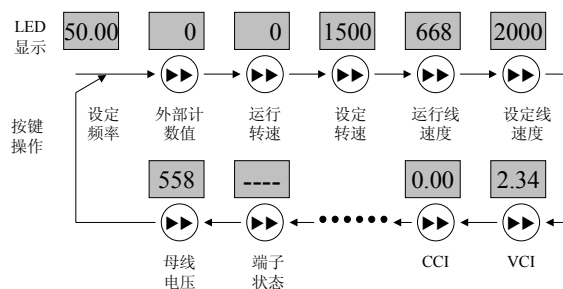 LED
显示
50.00
0
0
1500
668
2000
按键
操作
设定
频率
外部计
数值
运行
转速
设定
转速
运行线
速度
设定线
速度
558
----
0.00
2.34
母线
电压
端子
状态
CCI
VCI